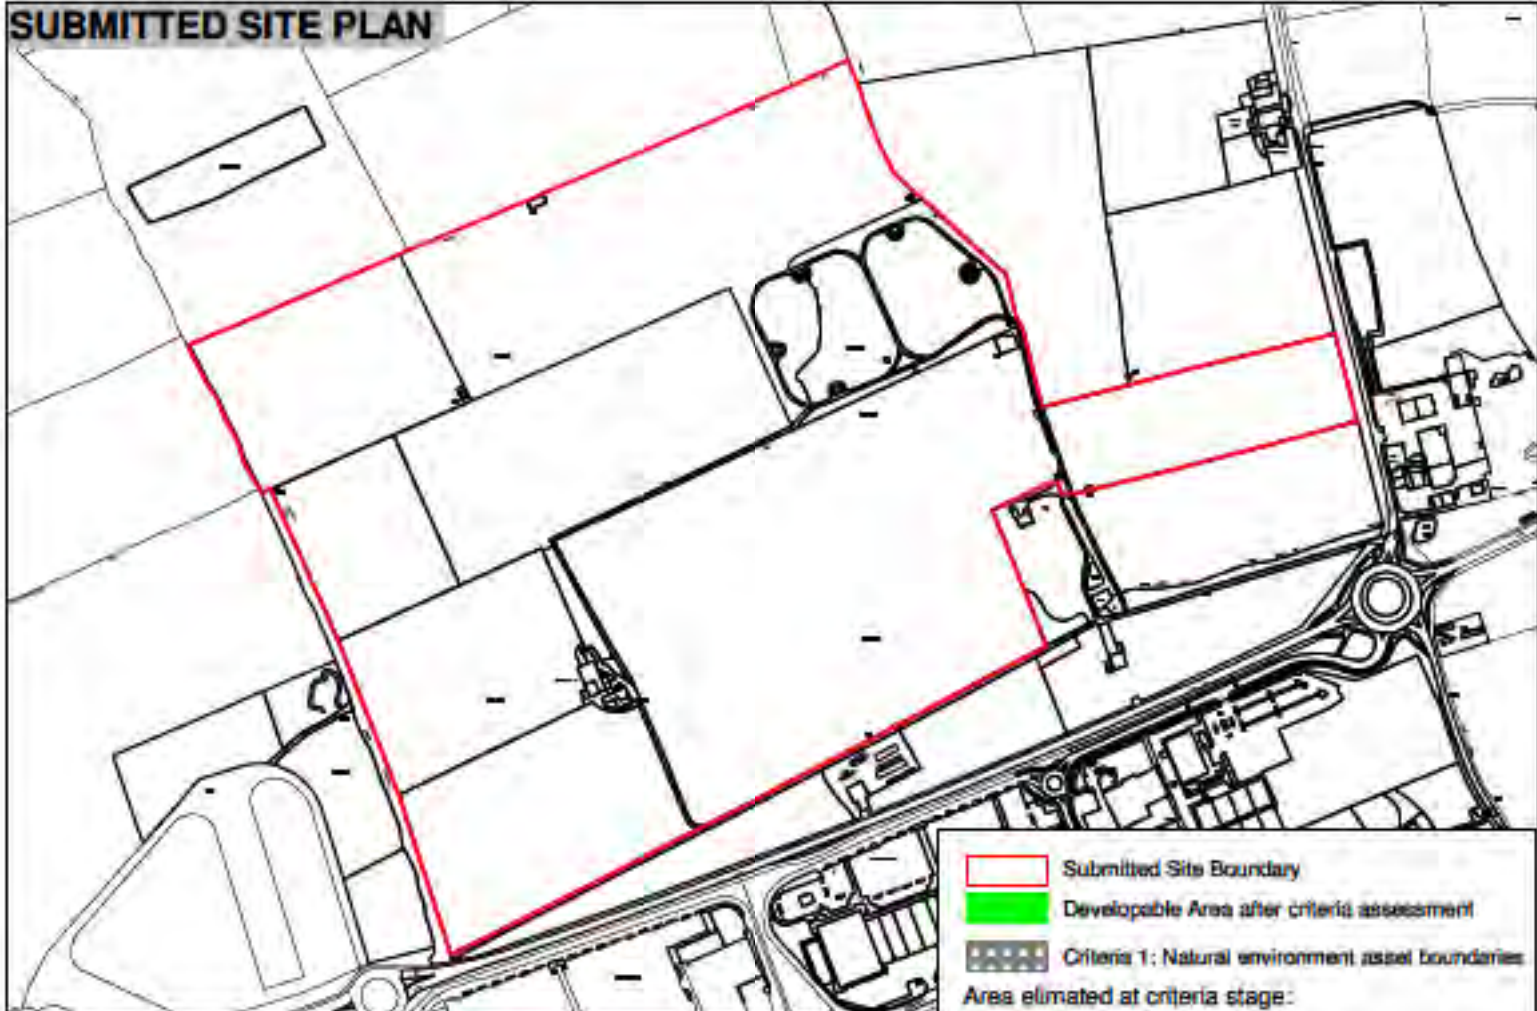 SUBMITTED SITE PLAN
Submitted Site Boundary
Developable Area after criteria assessment
Criteria 1: Natural environment asset boundaries
Area elimated at criteria stage: